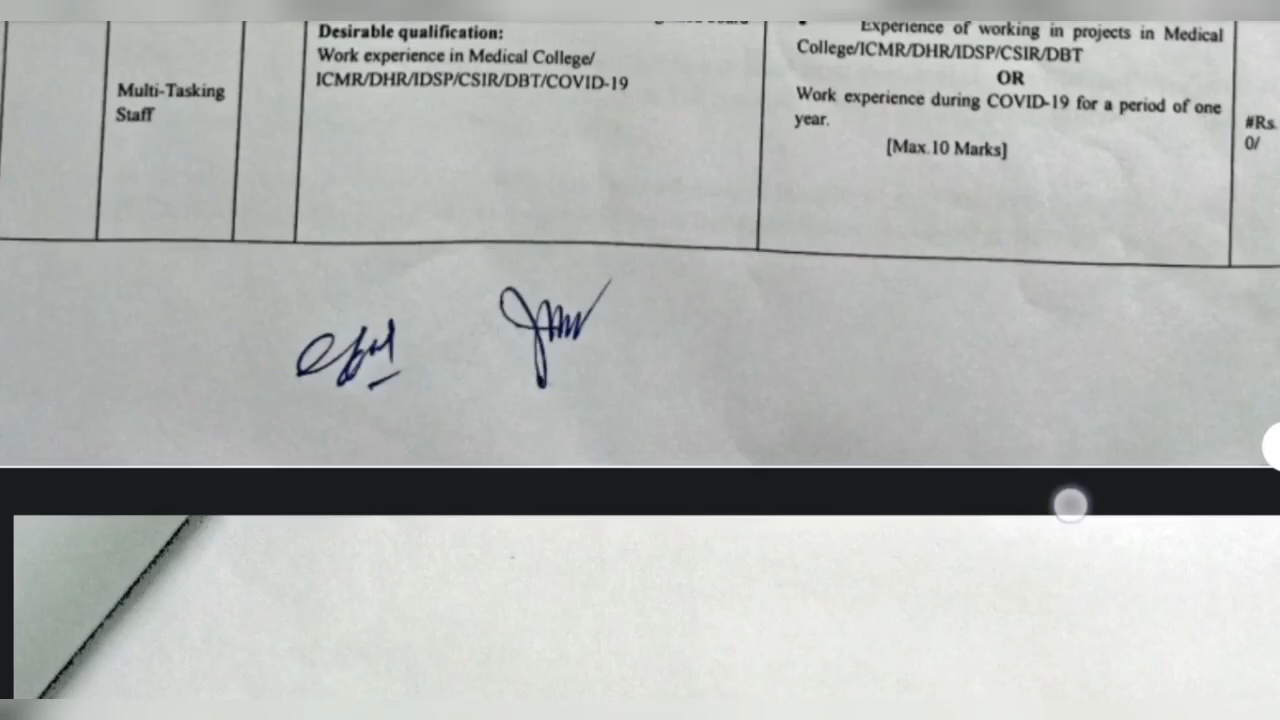 Multi-Tasking
Staff
Desirable qualification:
Work experience in Medical College/
ICMR/DHR/IDSP/CSIR/DBT/COVID-19
Experience of working in projects in Medical
College/ICMR/DHR/IDSP/CSIR/DBT
OR
Work experience during COVID-19 for a period of one
year.
[Max.10 Marks]
#Rs.
0/